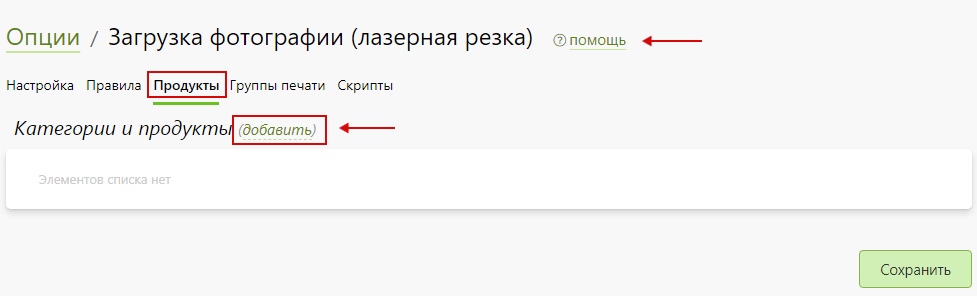 Опции / Загрузка фотографии (лазерная резка) ? помощь
Настройка Правила Продукты Группы печати Скрипты
Категории и продукты (добавить)
Элементов списка нет
Сохранить